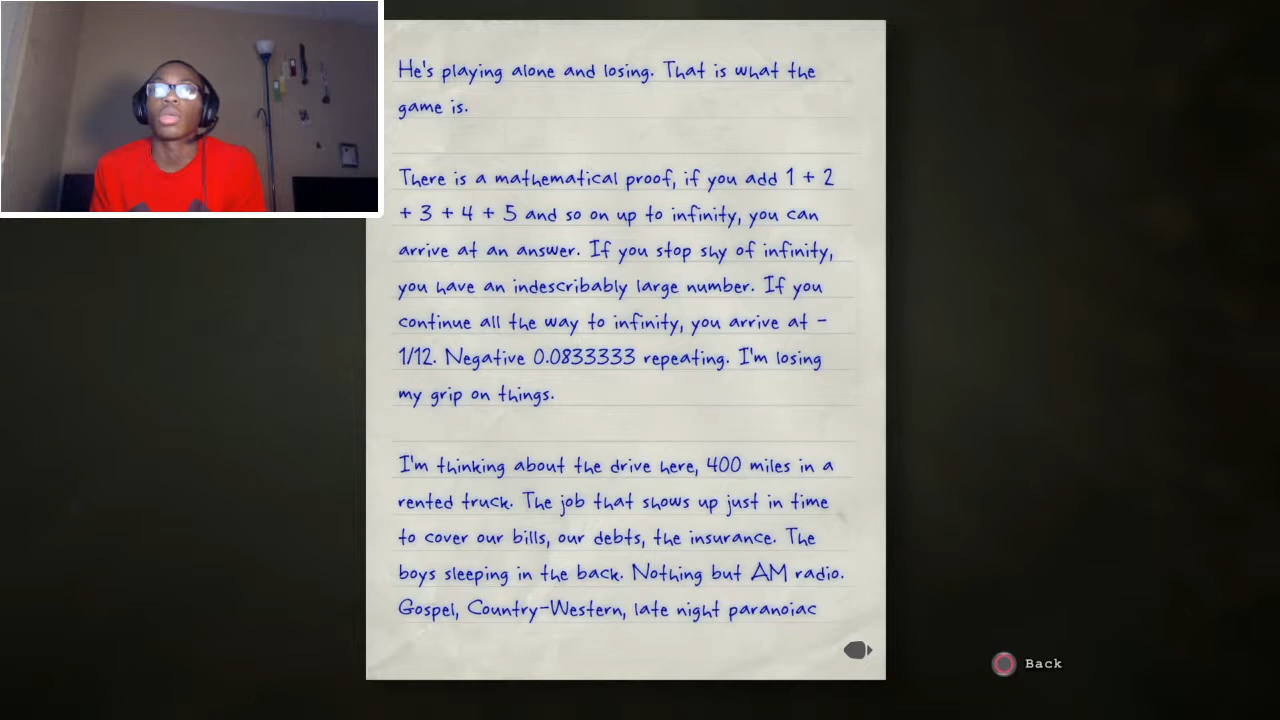 He's playing alone and losing. That is what the
game is.
There is a mathematical proof, if you add 1 + 2
+ 3 + 4 + 5 and so on up to infinity, you can
arrive at an answer. If you stop shy of infinity,
you have an indescribably large number. If you
continue all the way to infinity, you arrive at -
1/12. Negative 0.0833333 repeating. I'm losing
my grip on things.
I'm thinking about the drive here, 400 miles in a
rented truck. The job that shows up just in time
to cover our bills, our debts, the insurance. The
boys sleeping in the back. Nothing but AM radio.
Gospel, Country-Western, late night paranoiac
Back